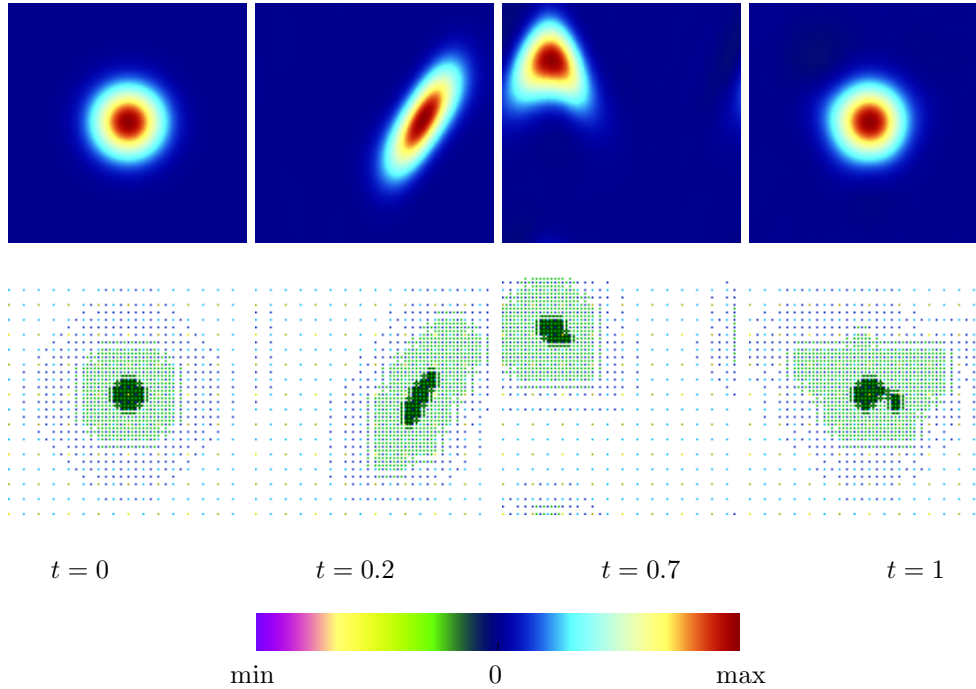 t = 0 t = 0.2 t = 0.7 t = 1
min 0 max